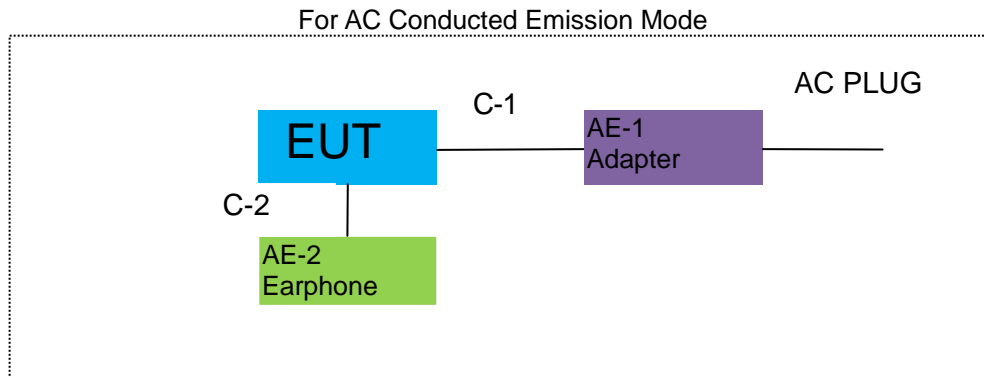 For AC Conducted Emission Mode
AC PLUG
C-1
EUT
AE-1
Adapter
C-2
AE-2
Earphone